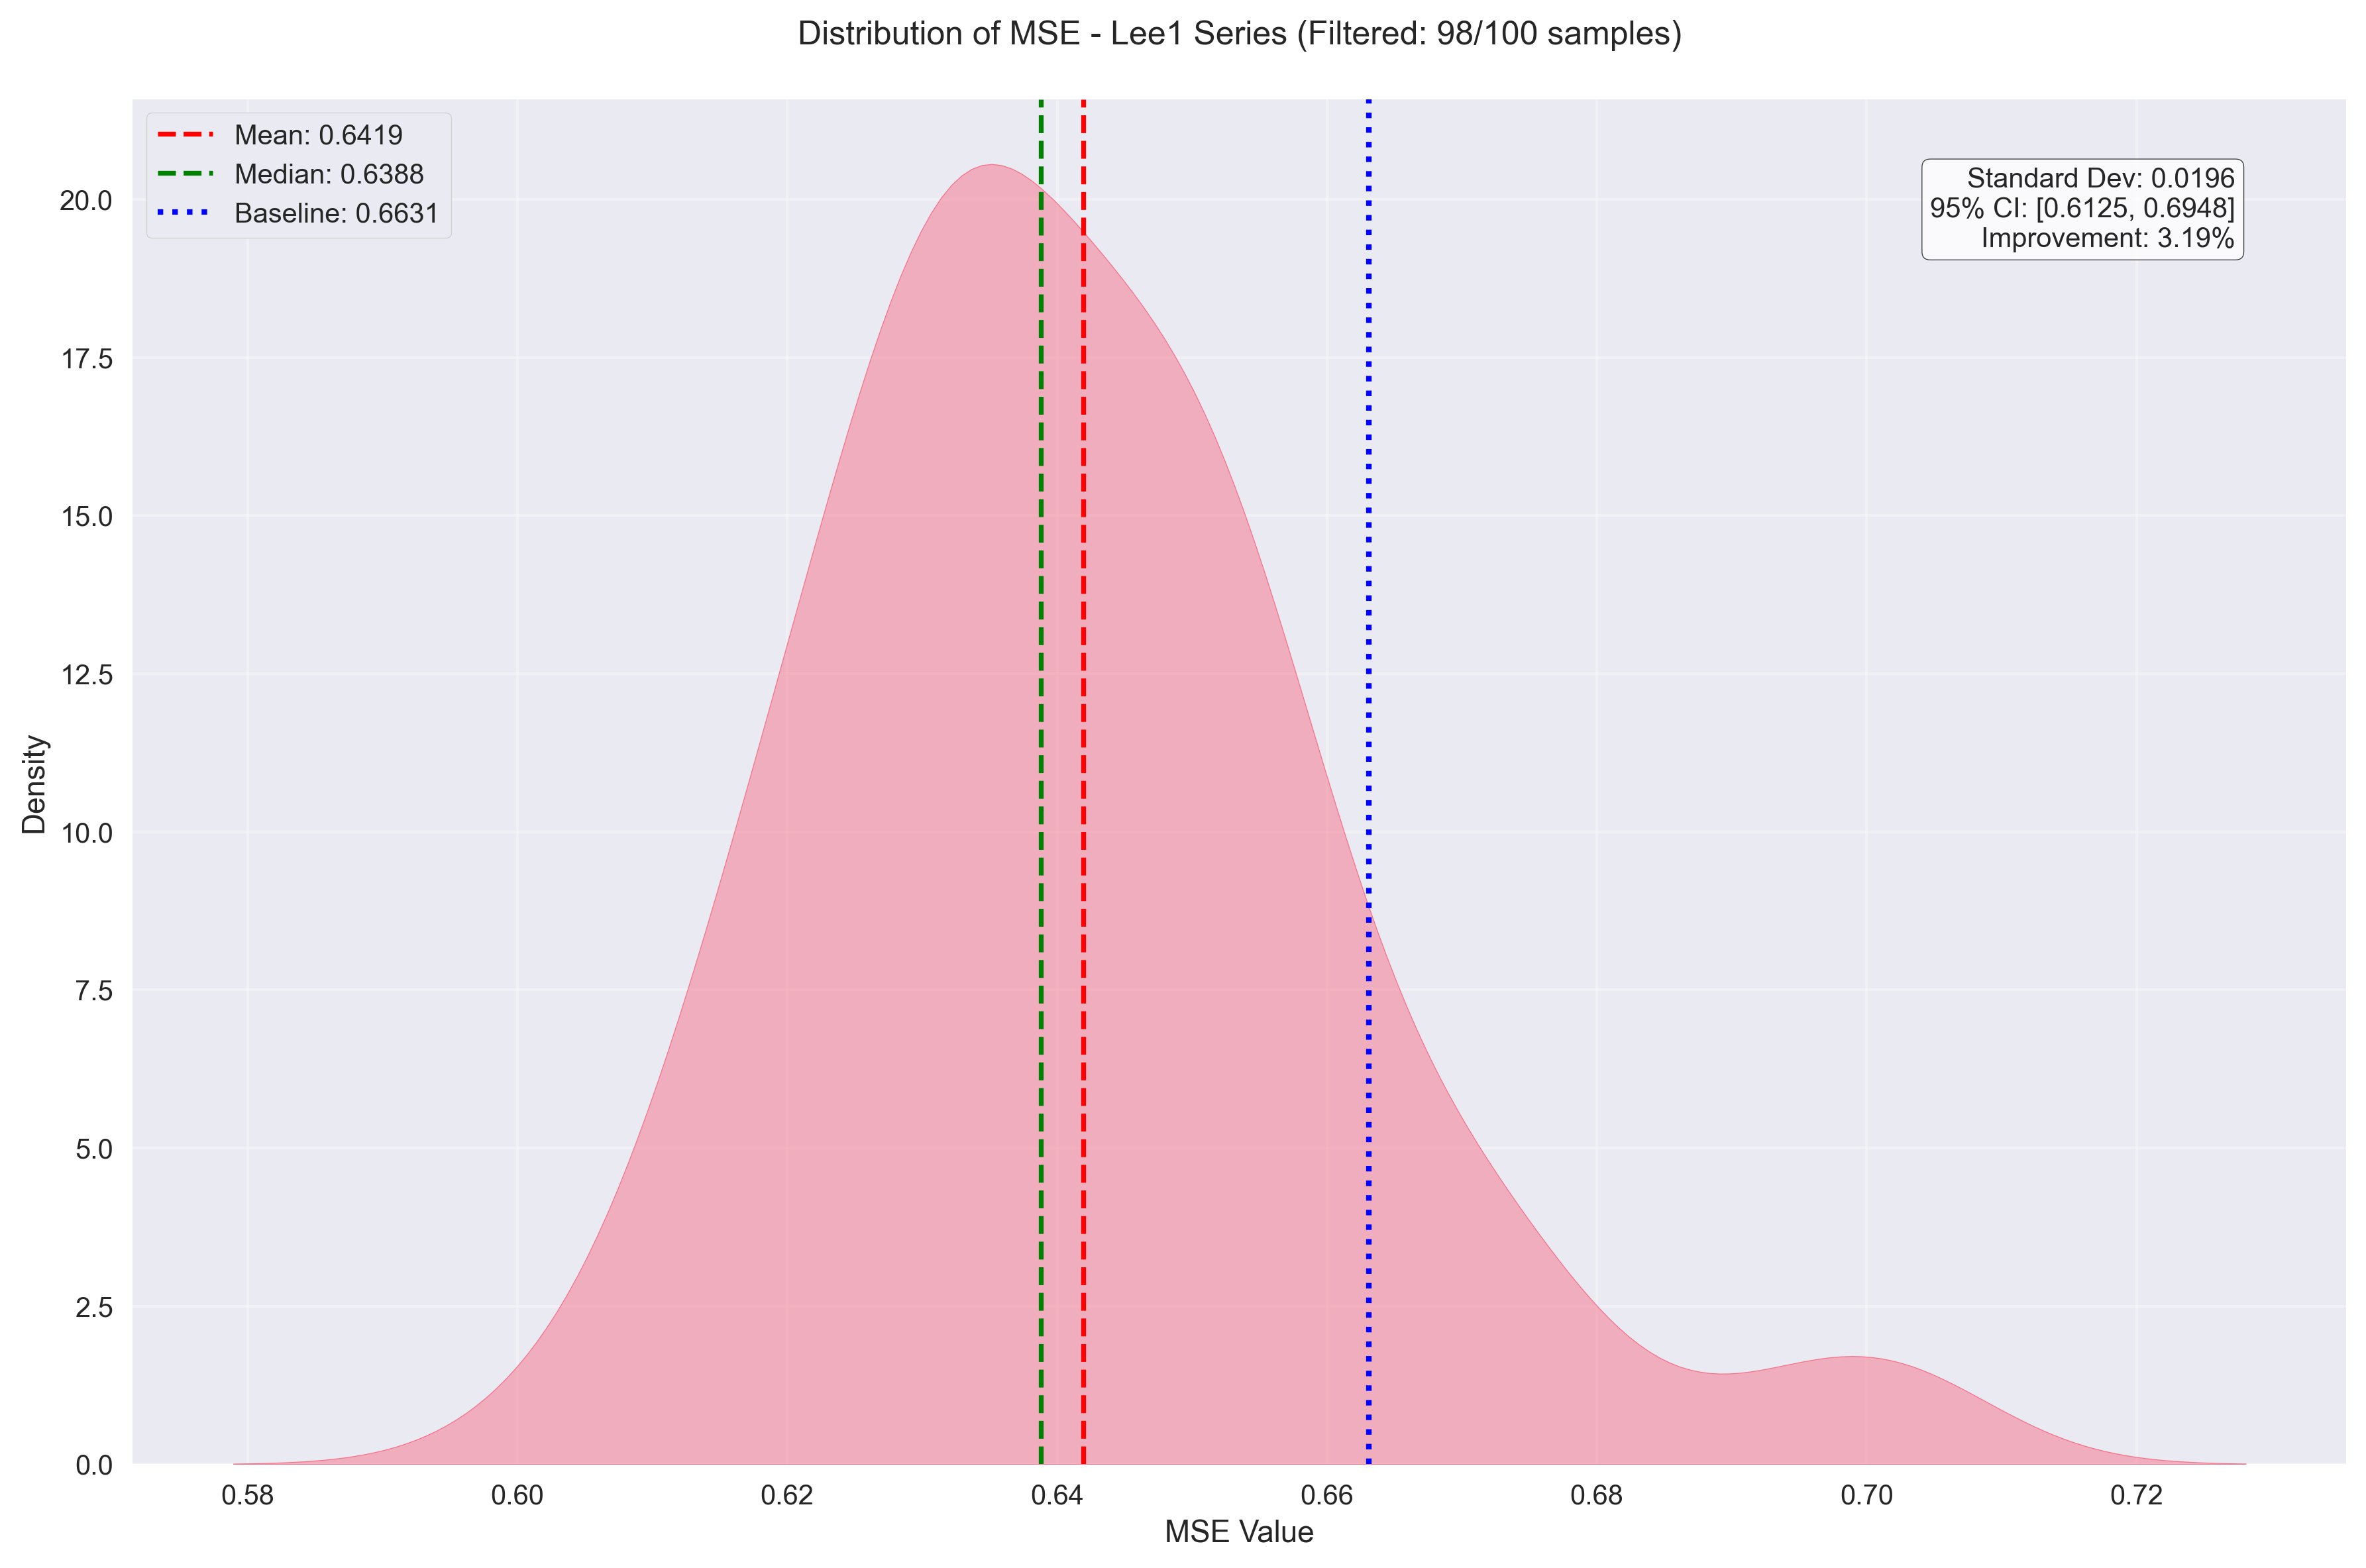 Distribution of MSE - Lee1 Series (Filtered: 98/100 samples)
Mean: 0.6419
Median: 0.6388
Baseline: 0.6631
Standard Dev: 0.0196
95% CI: [0.6125, 0.6948]
Improvement: 3.19%
Density
20.0
17.5
15.0
12.5
10.0
7.5
5.0
2.5
0.0
0.58 0.60 0.62 0.64 0.66 0.68 0.70 0.72
MSE Value